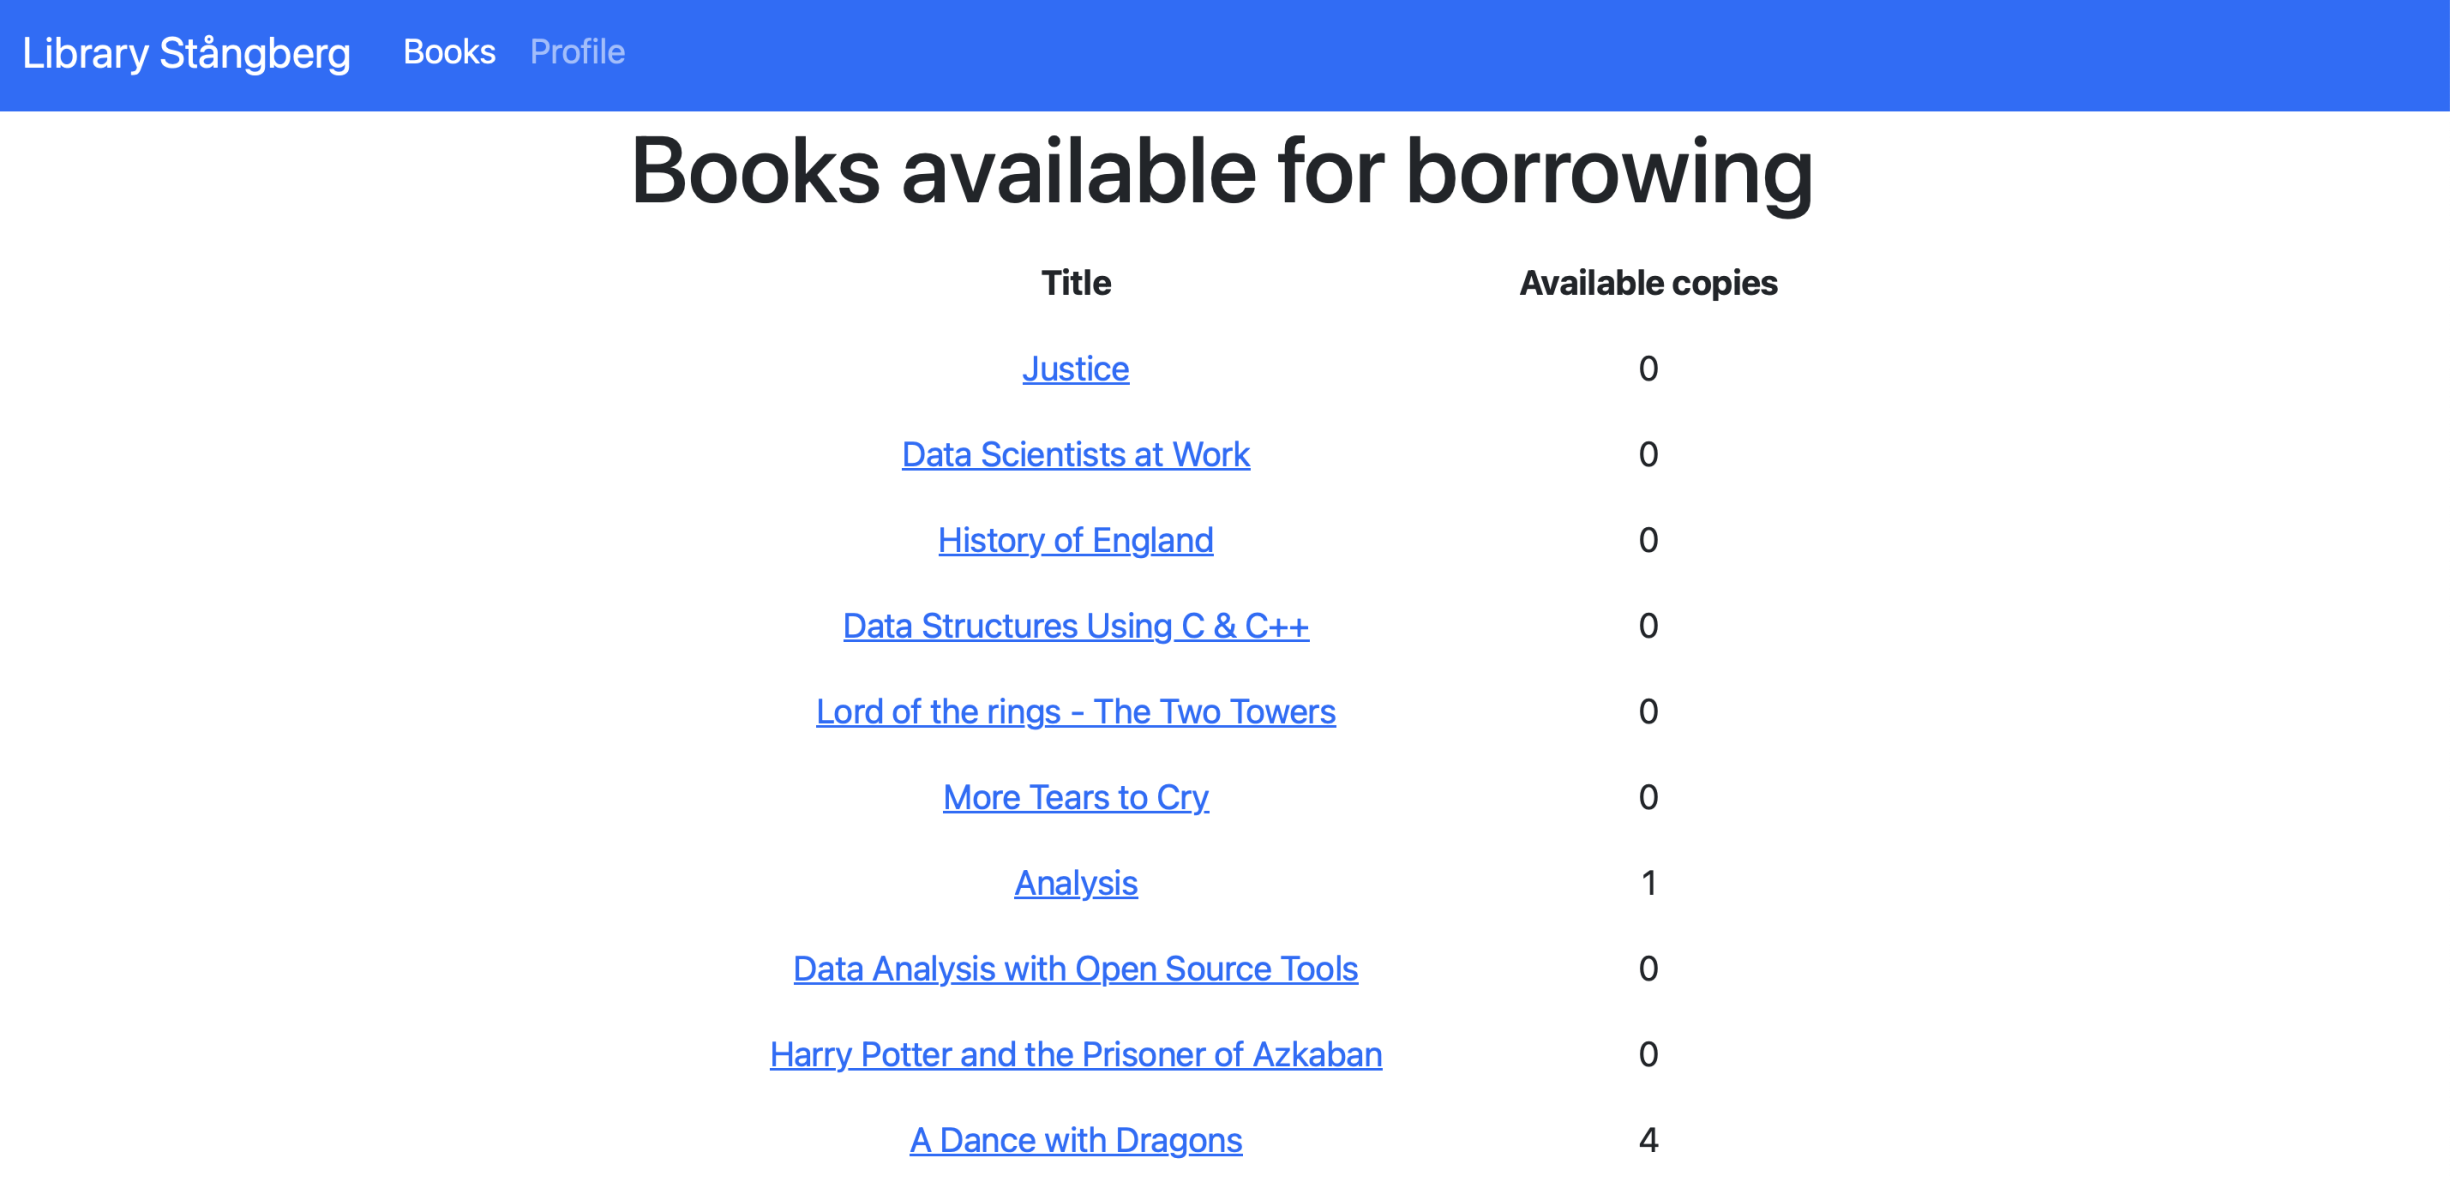 Library Stångberg Books Profile
Books available for borrowing
Title Available copies
Justice 0
Data Scientists at Work 0
History of England 0
Data Structures Using C & C++ 0
Lord of the rings - The Two Towers 0
More Tears to Cry 0
Analysis 1
Data Analysis with Open Source Tools 0
Harry Potter and the Prisoner of Azkaban 0
A Dance with Dragons 4